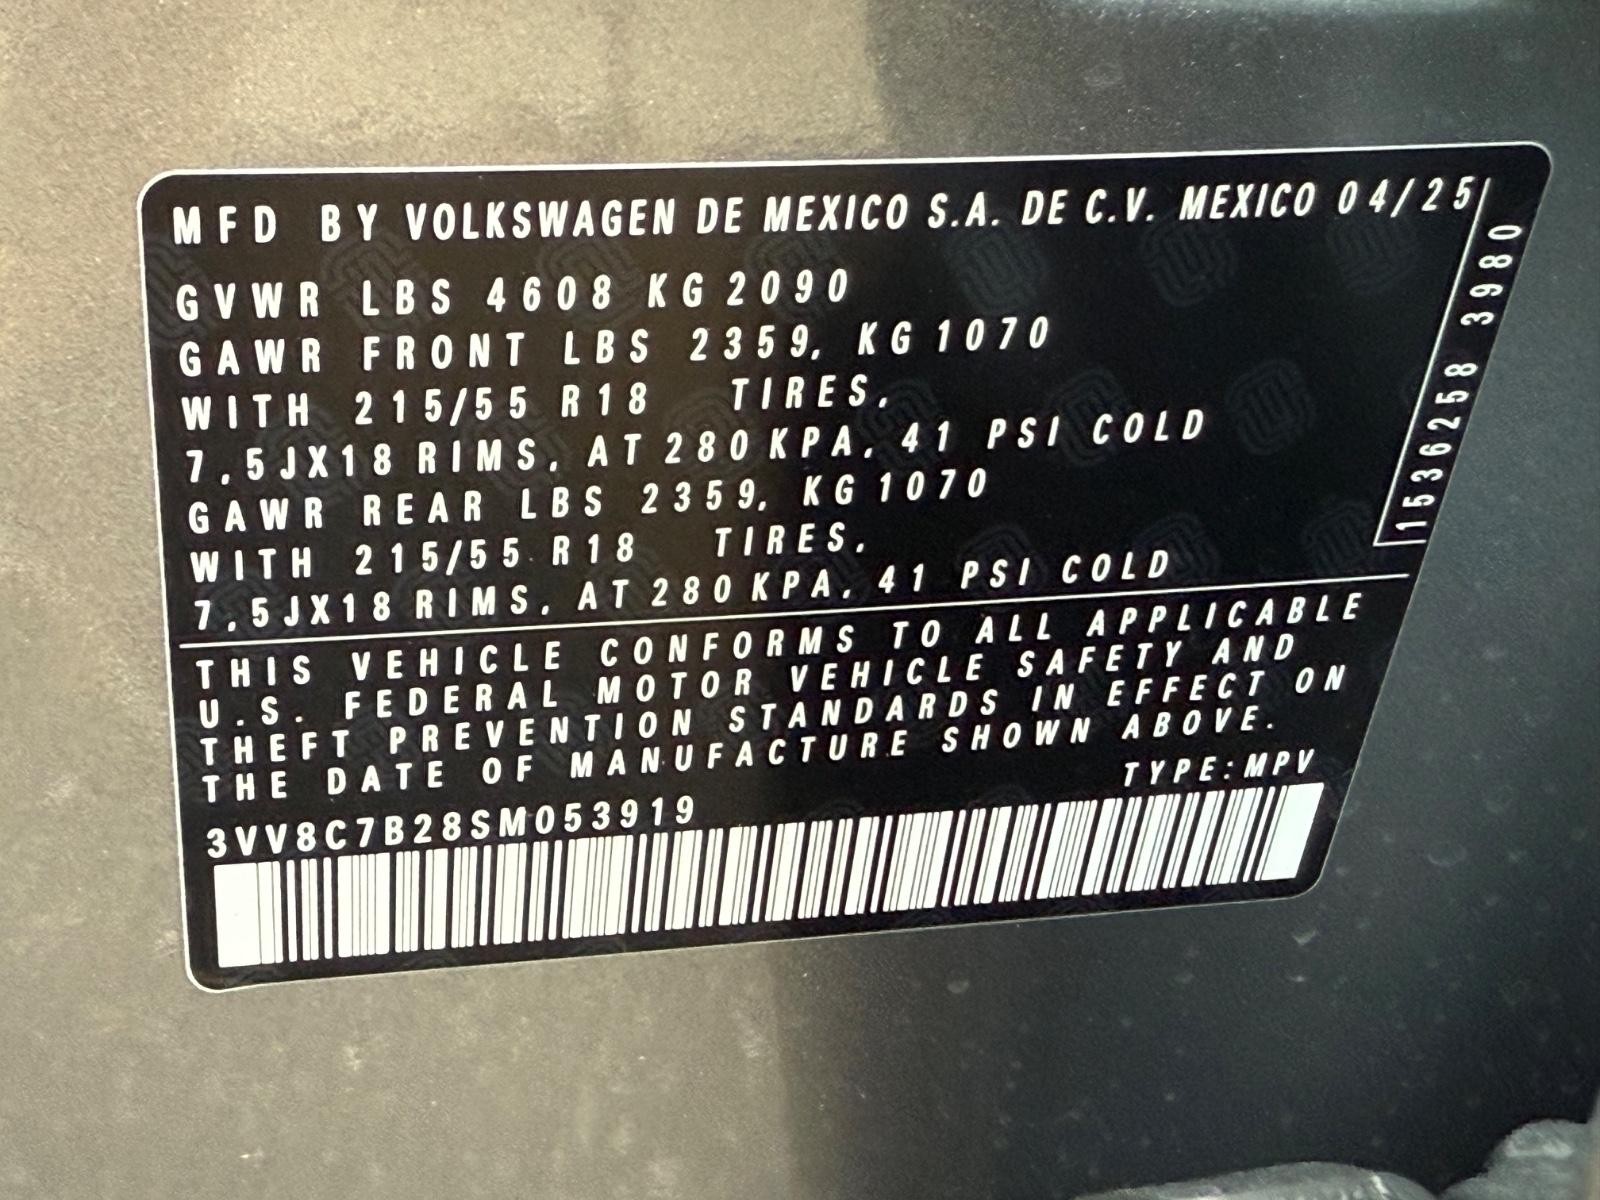 MFD BY VOLKSWAGEN DE MEXICO S.A. DE C.V. MEXICO 04/25
GVWR LBS 4608 KG 2090
GAWR FRONT LBS 2359, KG 1070
WITH 215/55 R18 TIRES,
7,5JX18 RIMS, AT 280 KPA, 41 PSI COLD
GAWR REAR LBS 2359, KG 1070
WITH 215/55 R18 TIRES,
7,5JX18 RIMS, AT 280 KPA, 41 PSI COLD
1536258 3980
THIS VEHICLE CONFORMS TO ALL APPLICABLE
U.S. FEDERAL MOTOR VEHICLE SAFETY AND
THEFT PREVENTION STANDARDS IN EFFECT ON
THE DATE OF MANUFACTURE SHOWN ABOVE.
TYPE:MPV
3VV8C7B28SM053919